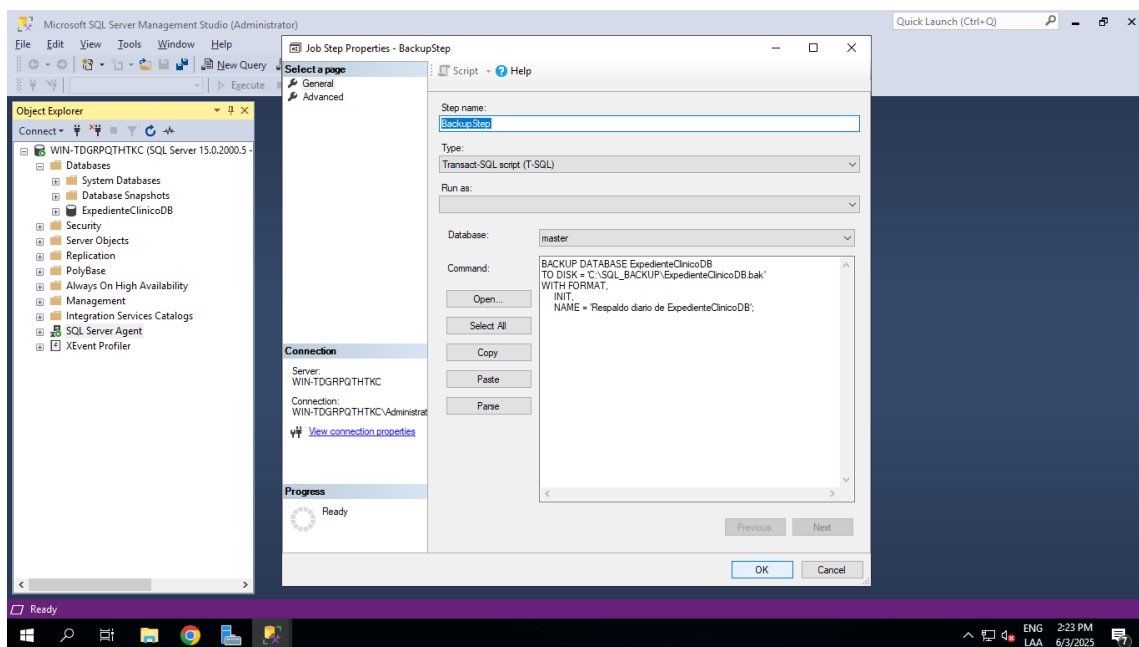 Microsoft SQL Server Management Studio (Administrator)
Quick Launch (Ctrl+Q)
File Edit View Tools Window Help
New Query
Execute
Object Explorer
Connect
WIN-TDGRPQTHTKC (SQL Server 15.0.2000.5 -
Databases
System Databases
Database Snapshots
ExpedienteClinicoDB
Security
Server Objects
Replication
PolyBase
Always On High Availability
Management
Integration Services Catalogs
SQL Server Agent
XEvent Profiler
Job Step Properties - BackupStep
Select a page
General
Advanced
Script
Help
Step name:
BackupStep
Type:
Transact-SQL script (T-SQL)
Run as:
Database:
master
Command:
BACKUP DATABASE ExpedienteClinicoDB
TO DISK = 'C:\SQL_BACKUP\ExpedienteClinicoDB.bak'
WITH FORMAT,
INIT,
NAME = 'Respaldo diario de ExpedienteClinicoDB';
Open...
Select All
Copy
Paste
Parse
Connection
Server:
WIN-TDGRPQTHTKC
Connection:
WIN-TDGRPQTHTKC\Administrat
View connection properties
Progress
Ready
Previous
Next
OK
Cancel
Ready
ENG
LAA
2:23 PM
6/3/2025
7